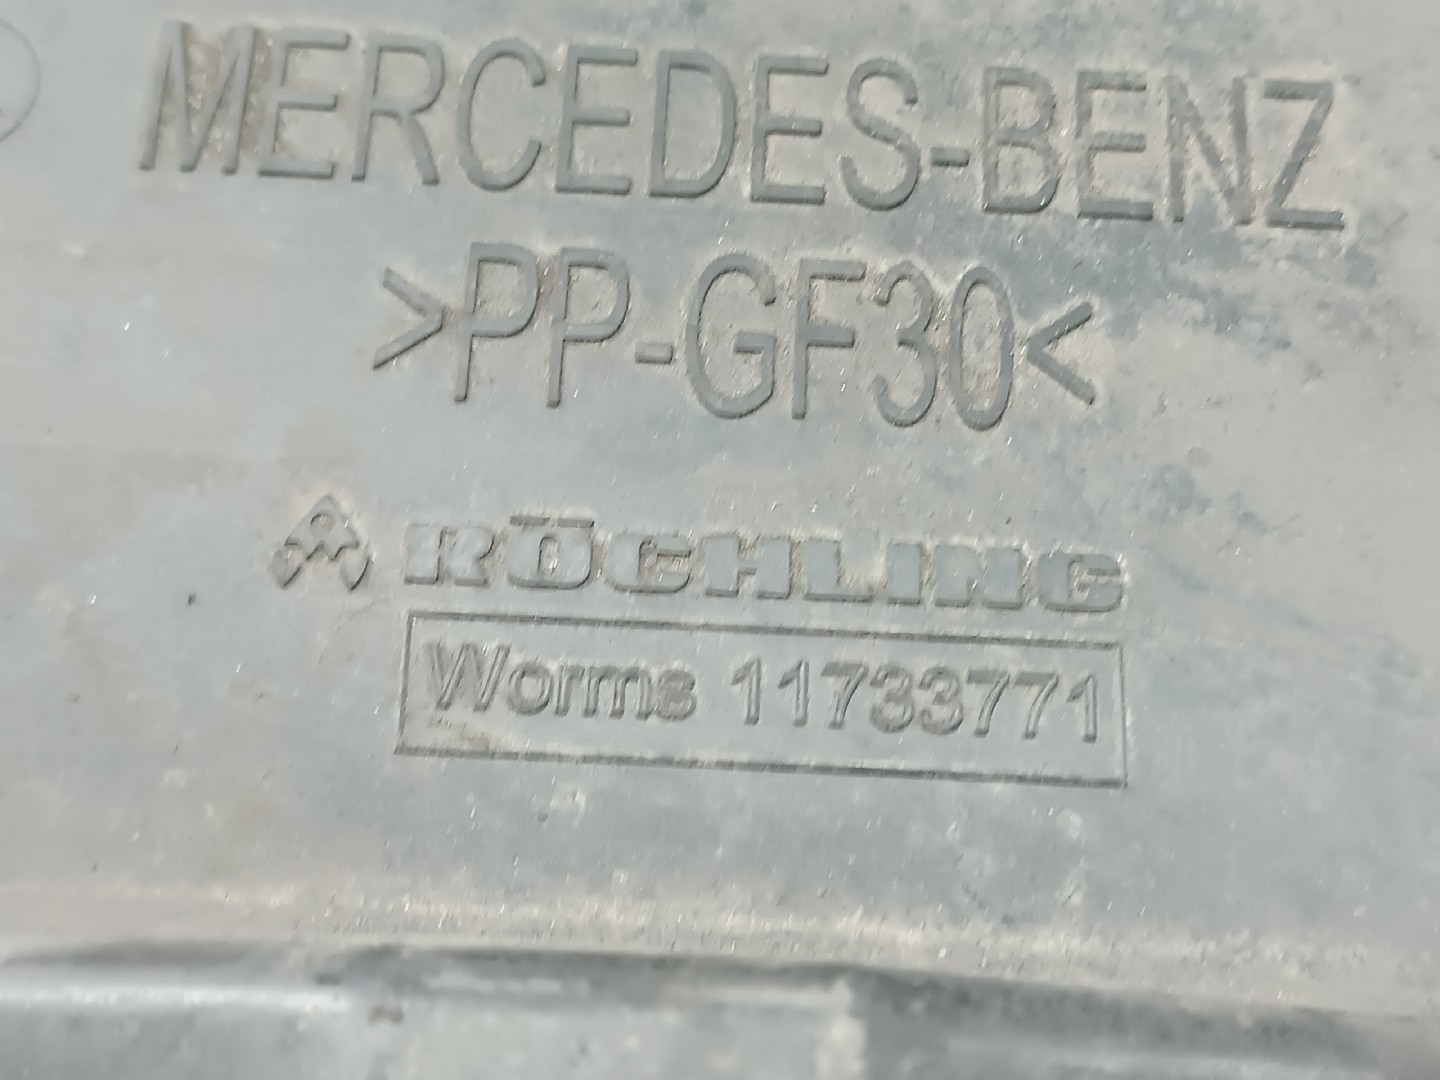 MERCEDES-BENZ
>PP-GF30<
RÖCHLING
Worms 11733771